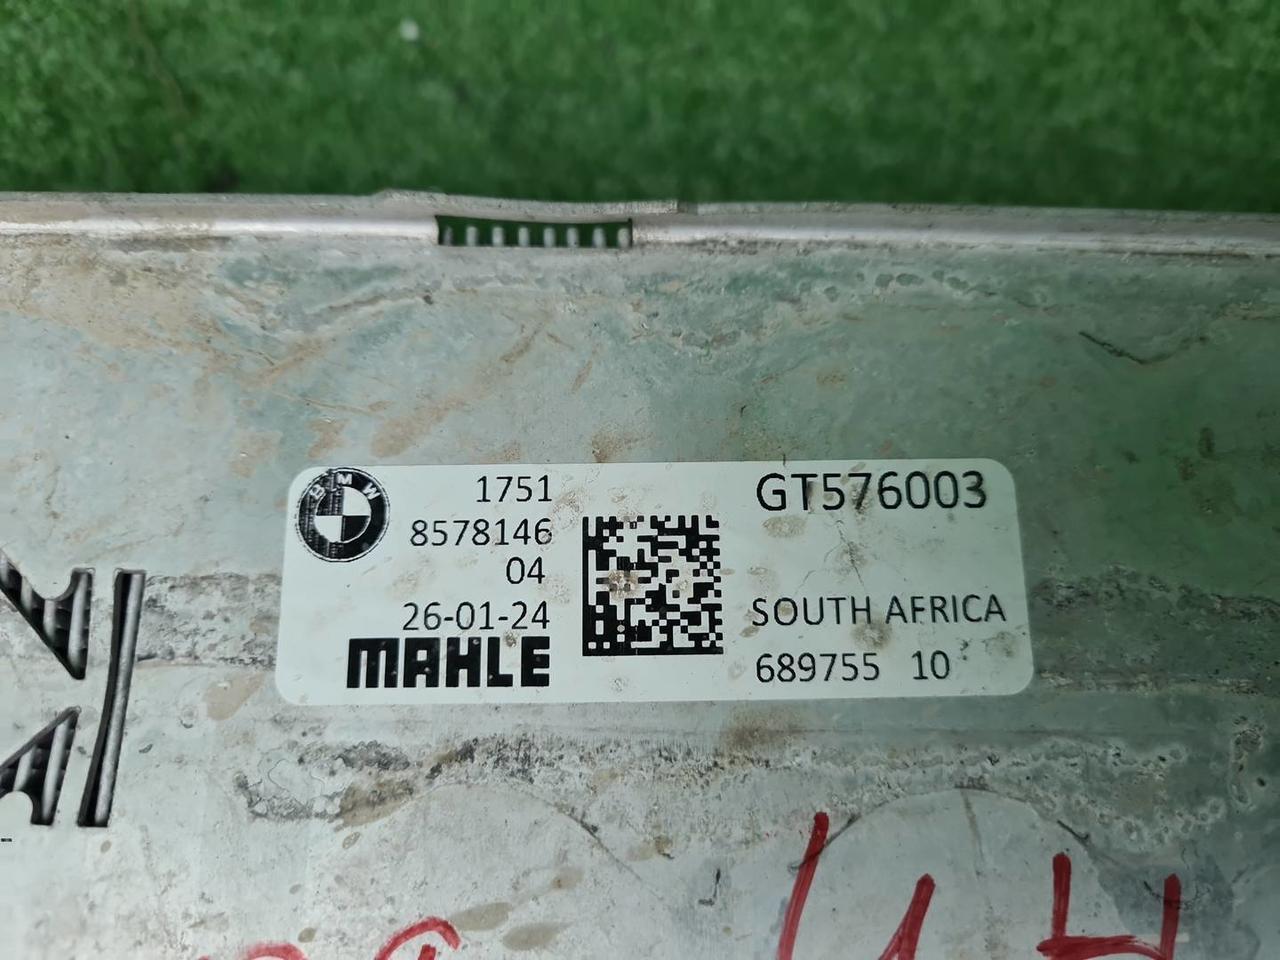 BMW
1751
8578146
04
26-01-24
MAHLE
GT576003
SOUTH AFRICA
689755 10